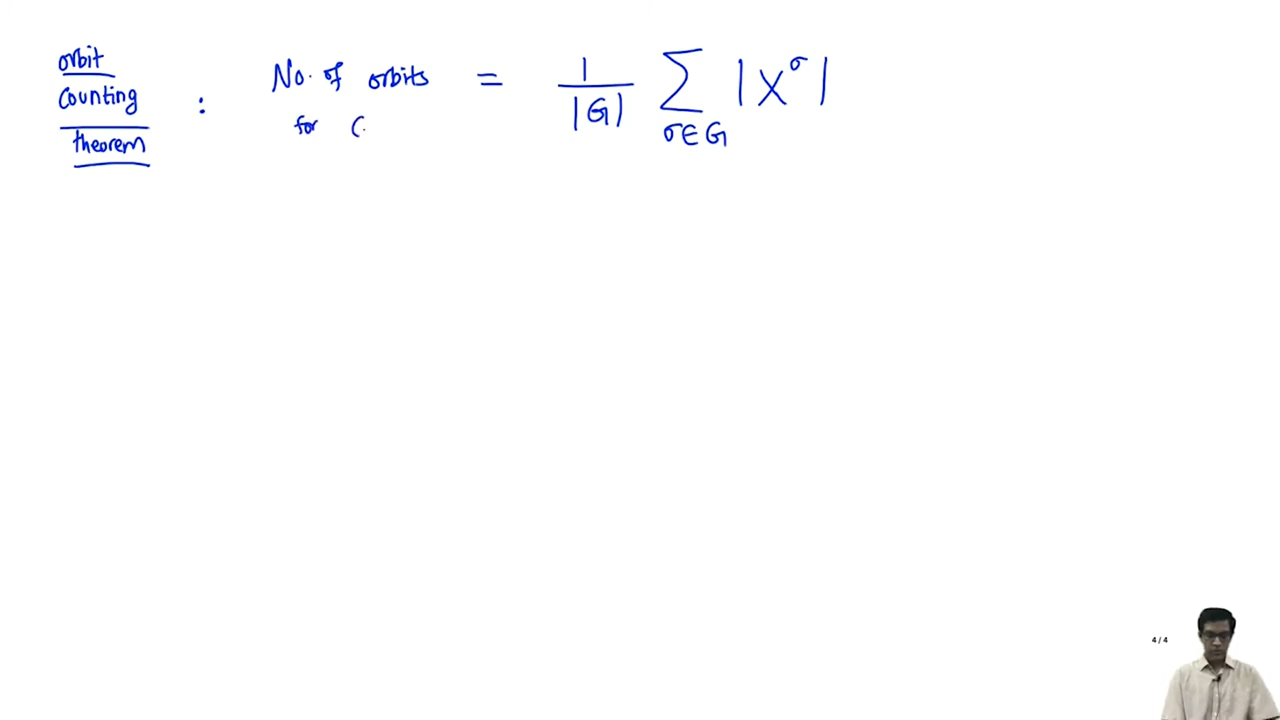 orbit
counting
theorem : No. of orbits = 1/|G| ∑ |X^σ|
for (
σ∈G
4 / 4